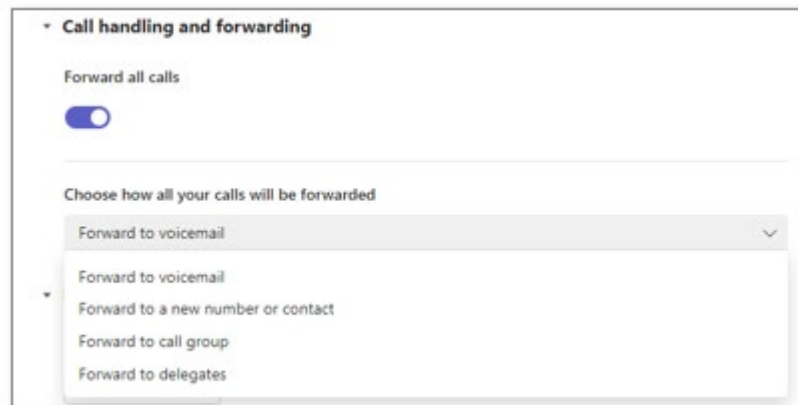 Call handling and forwarding
Forward all calls
Choose how all your calls will be forwarded
Forward to voicemail
Forward to voicemail
Forward to a new number or contact
Forward to call group
Forward to delegates